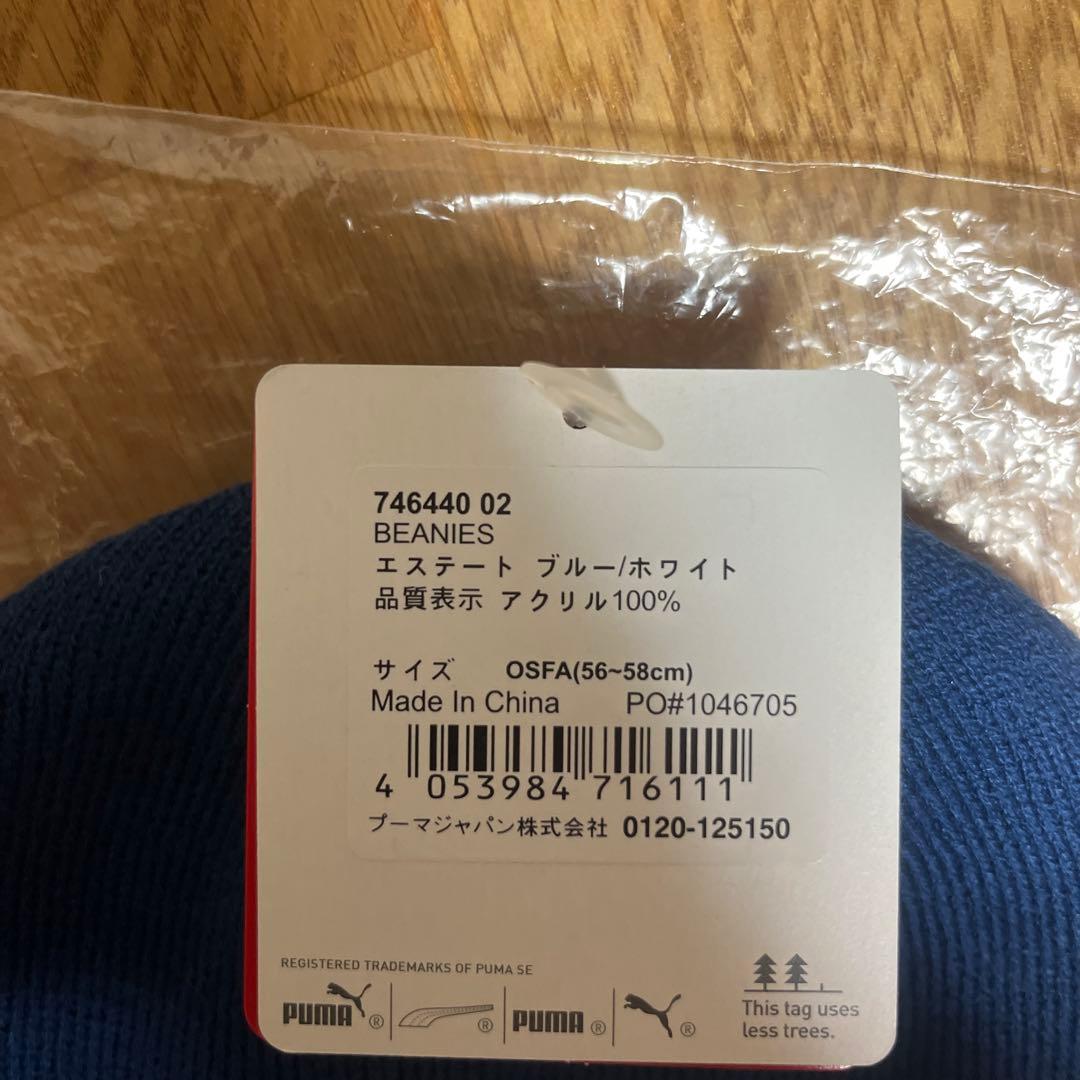 746440 02
BEANIES
エステート ブルー/ホワイト
品質表示 アクリル100%
サイズ OSFA(56~58cm)
Made In China PO#1046705
4 053984 716111
プーマジャパン株式会社 0120-125150
REGISTERED TRADEMARKS OF PUMA SE
PUMA® ® PUMA® ®
This tag uses
less trees.